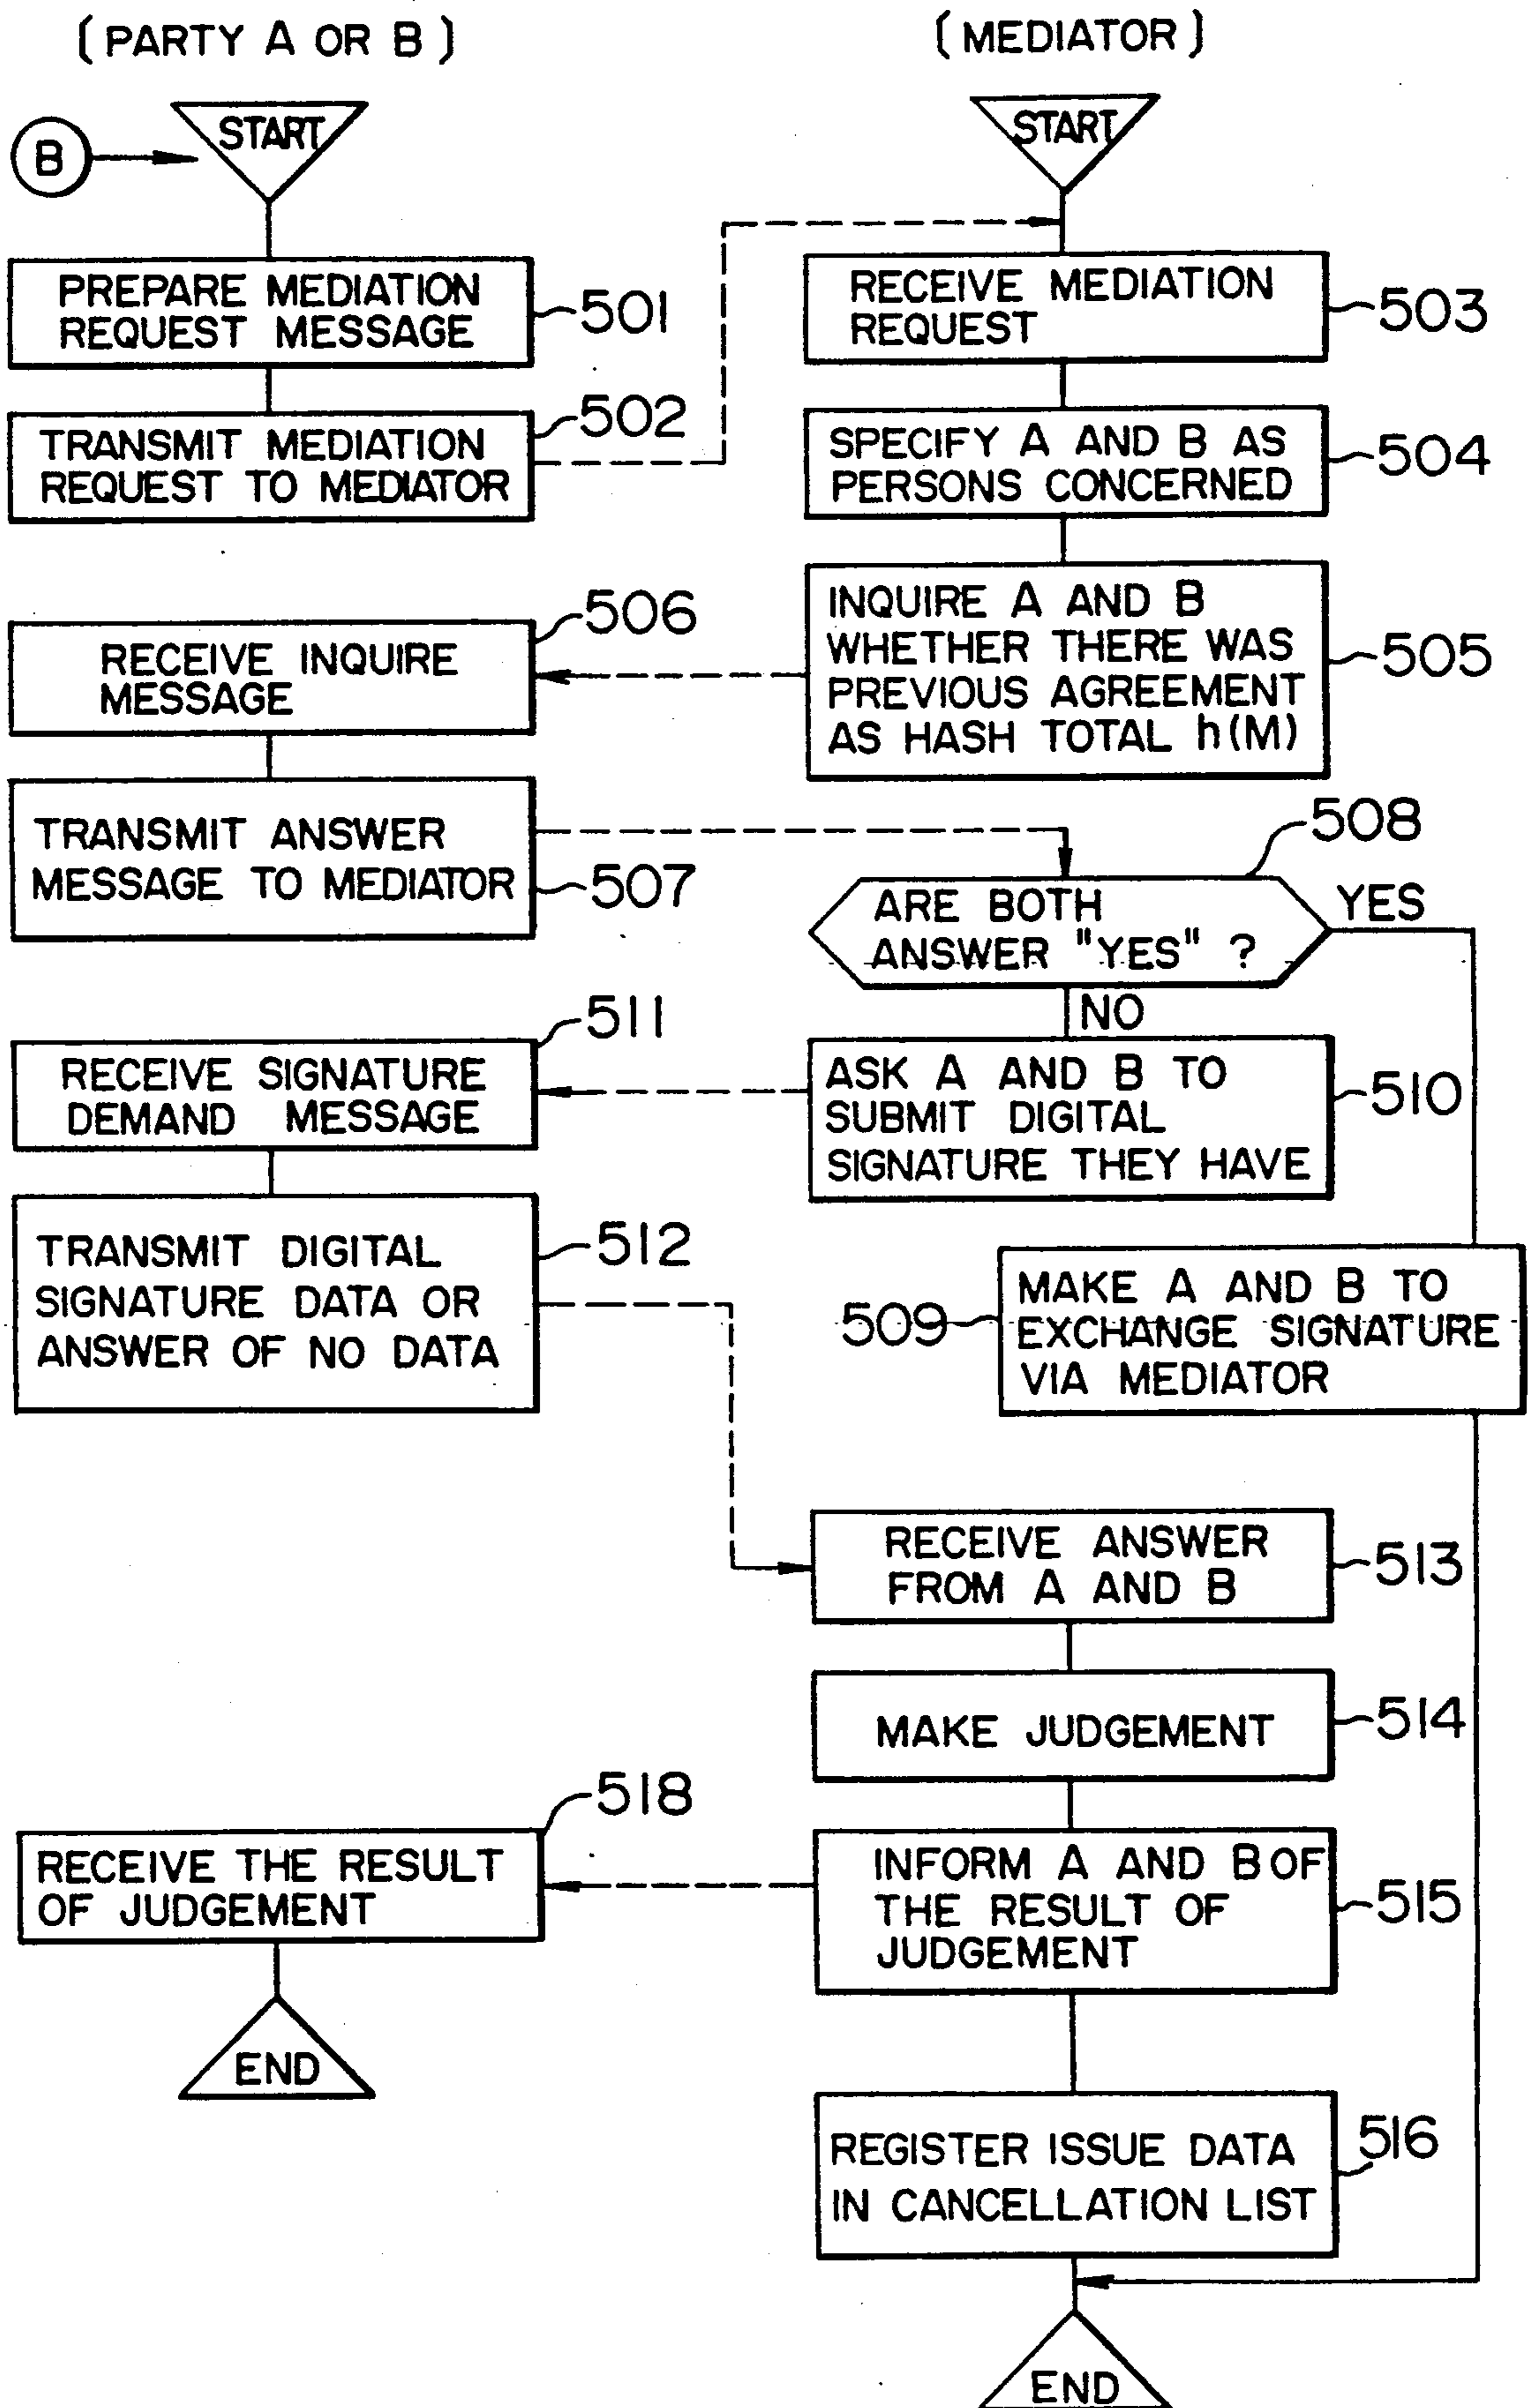 (PARTY A OR B)
(MEDIATOR)
START
START
B
PREPARE MEDIATION
REQUEST MESSAGE
501
RECEIVE MEDIATION
REQUEST
503
TRANSMIT MEDIATION
REQUEST TO MEDIATOR
502
SPECIFY A AND B AS
PERSONS CONCERNED
504
INQUIRE A AND B
WHETHER THERE WAS
PREVIOUS AGREEMENT
AS HASH TOTAL h(M)
505
RECEIVE INQUIRE
MESSAGE
506
TRANSMIT ANSWER
MESSAGE TO MEDIATOR
507
508
ARE BOTH
ANSWER "YES" ?
YES
NO
RECEIVE SIGNATURE
DEMAND MESSAGE
511
ASK A AND B TO
SUBMIT DIGITAL
SIGNATURE THEY HAVE
510
TRANSMIT DIGITAL
SIGNATURE DATA OR
ANSWER OF NO DATA
512
509
MAKE A AND B TO
EXCHANGE SIGNATURE
VIA MEDIATOR
RECEIVE ANSWER
FROM A AND B
513
MAKE JUDGEMENT
514
518
RECEIVE THE RESULT
OF JUDGEMENT
INFORM A AND B OF
THE RESULT OF
JUDGEMENT
515
END
REGISTER ISSUE DATA
IN CANCELLATION LIST
516
END